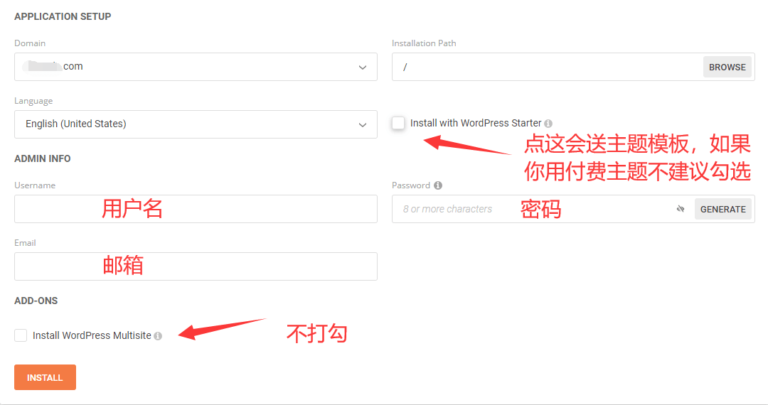 APPLICATION SETUP
Domain
Installation Path
.com
/
BROWSE
Language
English (United States)
Install with WordPress Starter
点这会送主题模板，如果
你用付费主题不建议勾选
ADMIN INFO
Username
Password
用户名
8 or more characters
密码
GENERATE
Email
邮箱
ADD-ONS
Install WordPress Multisite
不打勾
INSTALL